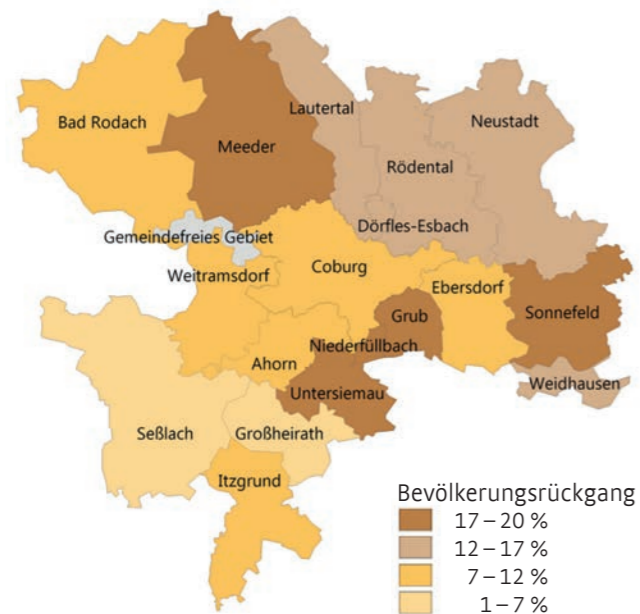 Lautertal
Bad Rodach
Neustadt
Meeder
Rödental
Dörfles-Esbach
Gemeindefreies Gebiet
Coburg
Weitramsdorf
Ebersdorf
Grub
Sonnefeld
Niederfüllbach
Ahorn
Weidhausen
Untersiemau
Seßlach
Großheirath
Itzgrund
Bevölkerungsrückgang
17 – 20 %
12 – 17 %
7 – 12 %
1 – 7 %